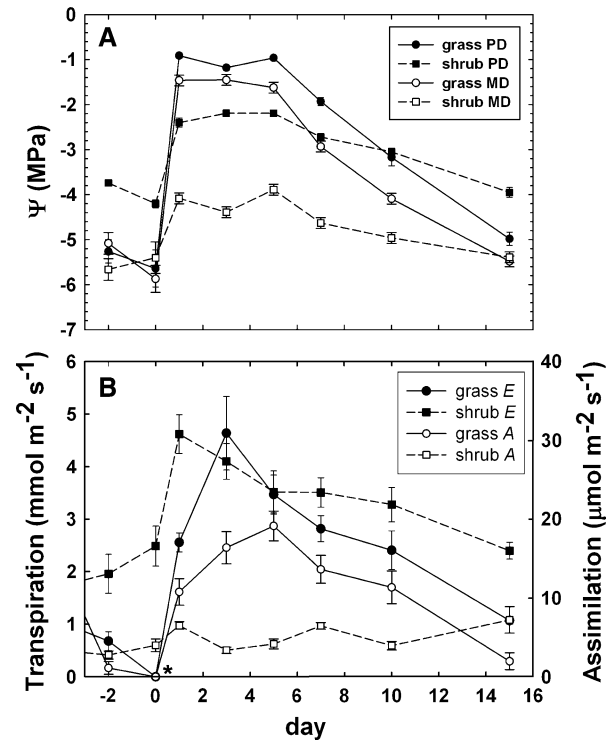 A
grass PD
shrub PD
grass MD
shrub MD
0
-1
-2
-3
-4
-5
-6
-7
Ψ (MPa)
B
grass E
shrub E
grass A
shrub A
6
5
4
3
2
1
0
Transpiration (mmol m-2 s-1)
40
30
20
10
0
Assimilation (μmol m-2 s-1)
*
-2 0 2 4 6 8 10 12 14 16
day